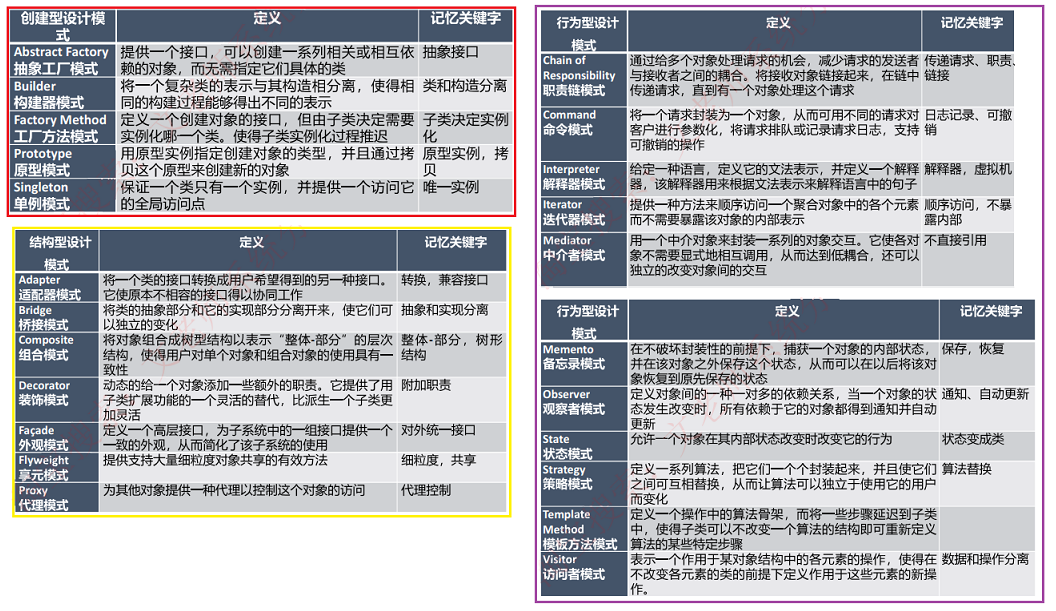 创建型设计模
式
定义
记忆关键字
Abstract Factory
抽象工厂模式
提供一个接口，可以创建一系列相关或相互依
赖的对象，而无需指定它们具体的类
抽象接口
Builder
构建器模式
将一个复杂类的表示与其构造相分离，使得相
同的构建过程能够得出不同的表示
类和构造分离
Factory Method
工厂方法模式
定义一个创建对象的接口，但由子类决定需要
实例化哪一个类。使得子类实例化过程推迟
子类决定实例
化
Prototype
原型模式
用原型实例指定创建对象的类型，并且通过拷
贝这个原型来创建新的对象
原型实例，拷
贝
Singleton
单例模式
保证一个类只有一个实例，并提供一个访问它
的全局访问点
唯一实例
结构型设计
模式
定义
记忆关键字
Adapter
适配器模式
将一个类的接口转换成用户希望得到的另一种接口。
它使原本不相容的接口得以协同工作
转换，兼容接口
Bridge
桥接模式
将类的抽象部分和它的实现部分分离开来，使它们可
以独立的变化
抽象和实现分离
Composite
组合模式
将对象组合成树型结构以表示“整体-部分”的层次
结构，使得用户对单个对象和组合对象的使用具有一
致性
整体-部分，树形
结构
Decorator
装饰模式
动态的给一个对象添加一些额外的职责。它提供了用
子类扩展功能的一个灵活的替代，比派生一个子类更
加灵活
附加职责
Façade
外观模式
定义一个高层接口，为子系统中的一组接口提供一个
一致的外观，从而简化了该子系统的使用
对外统一接口
Flyweight
享元模式
提供支持大量细粒度对象共享的有效方法
细粒度，共享
Proxy
代理模式
为其他对象提供一种代理以控制这个对象的访问
代理控制
行为型设计
模式
定义
记忆关键字
Chain of
Responsibility
职责链模式
通过给多个对象处理请求的机会，减少请求的发送者
与接收者之间的耦合。将接收对象链接起来，在链中
传递请求，直到有一个对象处理这个请求
传递请求、职责、
链接
Command
命令模式
将一个请求封装为一个对象，从而可用不同的请求对
客户进行参数化，将请求排队或记录请求日志，支持
可撤销的操作
日志记录、可撤
销
Interpreter
解释器模式
给定一种语言，定义它的文法表示，并定义一个解释
器，该解释器用来根据文法表示来解释语言中的句子
解释器，虚拟机
Iterator
迭代器模式
提供一种方法来顺序访问一个聚合对象中的各个元素
而不需要暴露该对象的内部表示
顺序访问，不暴
露内部
Mediator
中介者模式
用一个中介对象来封装一系列的对象交互。它使各对
象不需要显式地相互调用，从而达到低耦合，还可以
独立的改变对象间的交互
不直接引用
行为型设计
模式
定义
记忆关键字
Memento
备忘录模式
在不破坏封装性的前提下，捕获一个对象的内部状态，
并在该对象之外保存这个状态，从而可以在以后将该对
象恢复到原先保存的状态
保存，恢复
Observer
观察者模式
定义对象间的一种一对多的依赖关系，当一个对象的状
态发生改变时，所有依赖于它的对象都得到通知并自动
更新
通知、自动更新
State
状态模式
允许一个对象在其内部状态改变时改变它的行为
状态变成类
Strategy
策略模式
定义一系列算法，把它们一个个封装起来，并且使它们
之间可互相替换，从而让算法可以独立于使用它的用户
而变化
算法替换
Template
Method
模板方法模式
定义一个操作中的算法骨架，而将一些步骤延迟到子类
中，使得子类可以不改变一个算法的结构即可重新定义
算法的某些特定步骤
Visitor
访问者模式
表示一个作用于某对象结构中的各元素的操作，使得在
不改变各元素的类的前提下定义作用于这些元素的新操
作。
数据和操作分离